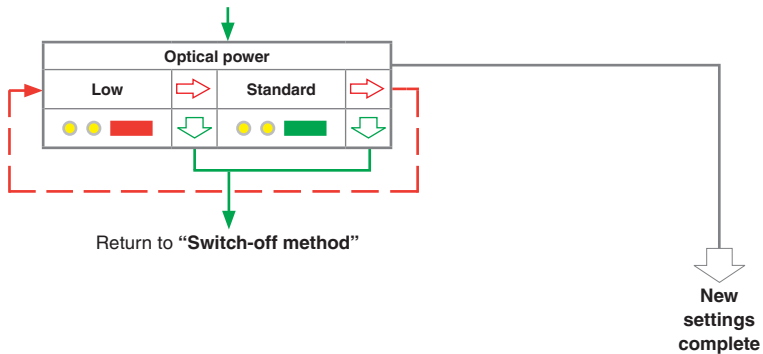 Optical power
Low
Standard
Return to “Switch-off method”
New
settings
complete